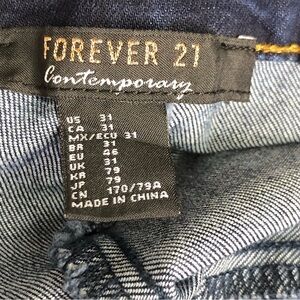 FOREVER 21
Contemporary
US 31
CA 31
MX/ECU 31
BR 31
EU 46
UK 31
KR 79
JP 79
CN 170/79A
MADE IN CHINA